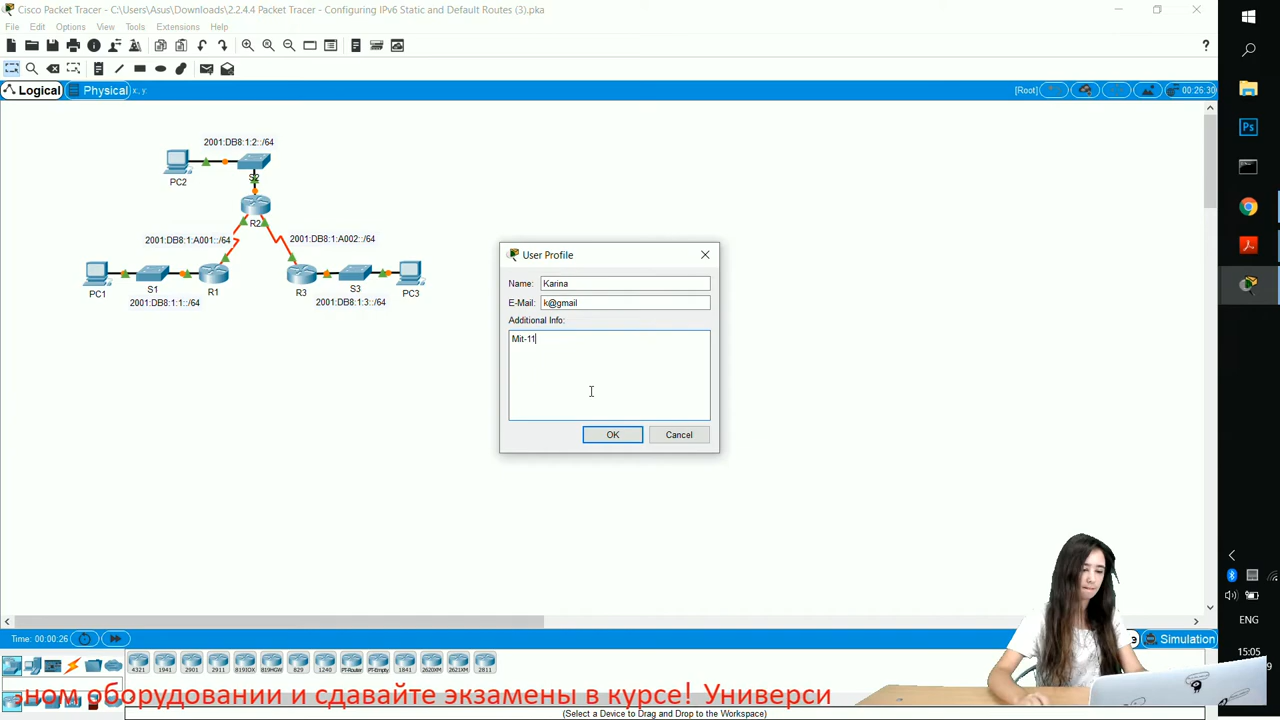 Cisco Packet Tracer - C:\Users\Asus\Downloads\2.2.4.4 Packet Tracer - Configuring IPv6 Static and Default Routes (3).pka
File Edit Options View Tools Extensions Help
Logical Physical x, y:
[Root] 00:26:30
2001:DB8:1:2::/64
PC2
S2
R2
2001:DB8:1:A001::/64 2001:DB8:1:A002::/64
PC1 S1 R1 R3 S3 PC3
2001:DB8:1:1::/64 2001:DB8:1:3::/64
User Profile
Name: Karina
E-Mail: k@gmail
Additional Info:
Mit-11
OK Cancel
ENG
15:05
Time: 00:00:26
Simulation
4321 1941 2901 2911 819IOX 819HGW 829 1240 PT-Router PT-Empty 1841 2620XM 2621XM 2811
ном оборудовании и сдавайте экзамены в курсе! Универси
(Select a Device to Drag and Drop to the Workspace)